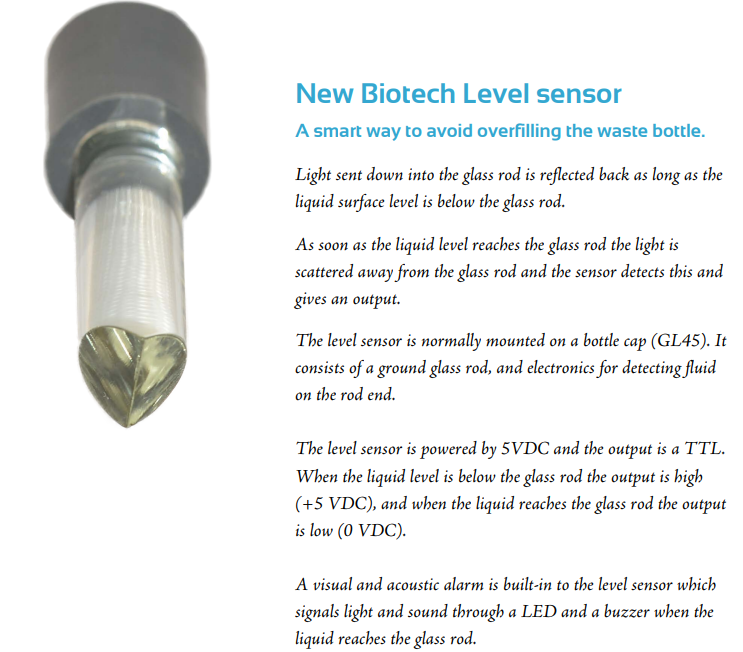 New Biotech Level sensor
A smart way to avoid overfilling the waste bottle.
Light sent down into the glass rod is reflected back as long as the
liquid surface level is below the glass rod.
As soon as the liquid level reaches the glass rod the light is
scattered away from the glass rod and the sensor detects this and
gives an output.
The level sensor is normally mounted on a bottle cap (GL45). It
consists of a ground glass rod, and electronics for detecting fluid
on the rod end.
The level sensor is powered by 5VDC and the output is a TTL.
When the liquid level is below the glass rod the output is high
(+5 VDC), and when the liquid reaches the glass rod the output
is low (0 VDC).
A visual and acoustic alarm is built-in to the level sensor which
signals light and sound through a LED and a buzzer when the
liquid reaches the glass rod.